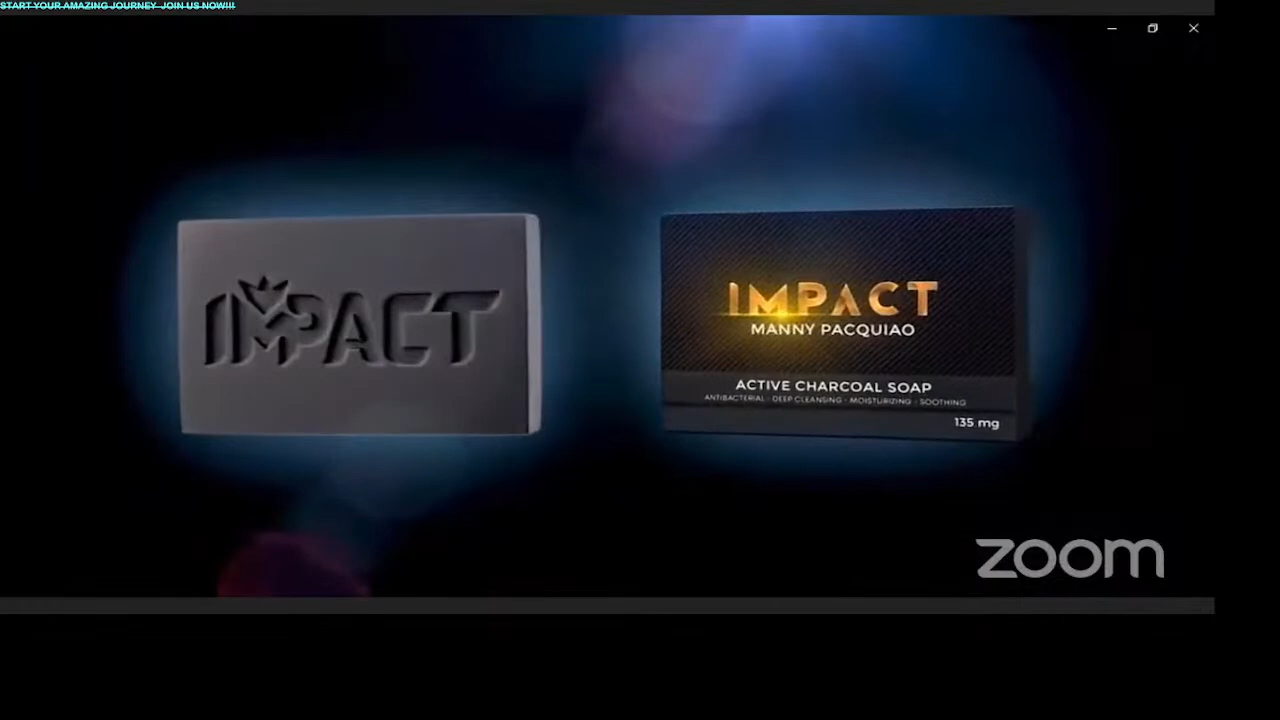 START YOUR AMAZING JOURNEY JOIN US NOW!!!
IMPACT
IMPACT
MANNY PACQUIAO
ACTIVE CHARCOAL SOAP
ANTIBACTERIAL · DEEP CLEANSING · MOISTURIZING · SOOTHING
135 mg
zoom